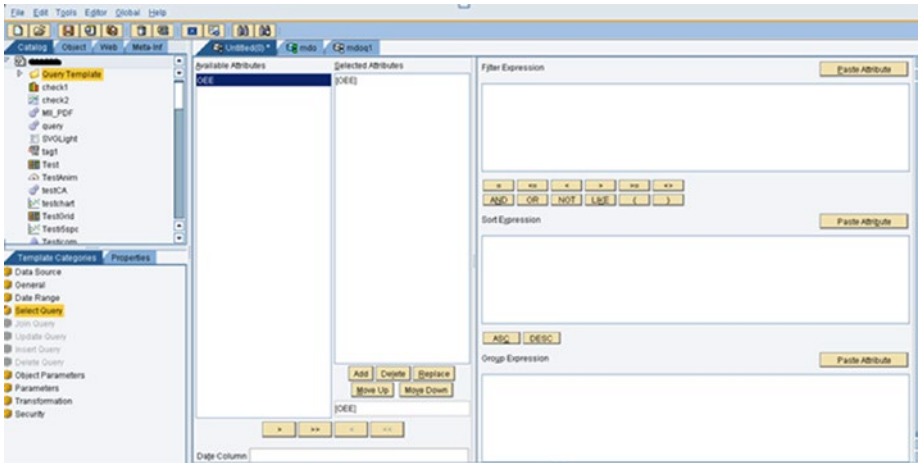 File Edit Tools Editor Global Help
Catalog Object Web Meta-Inf
Untitled(0) * mdo mdoq1
Query Template
check1
check2
MII_PDF
query
SVGLight
tag1
Test
TestAnim
testCA
testchart
TestGrid
TestSspc
Testcom
Available Attributes
OEE
Selected Attributes
[OEE]
Filter Expression
Paste Attribute
= <= < > >= <>
AND OR NOT LIKE ( )
Sort Expression
Paste Attribute
ASC DESC
Group Expression
Paste Attribute
Template Categories Properties
Data Source
General
Date Range
Select Query
Join Query
Update Query
Insert Query
Delete Query
Object Parameters
Parameters
Transformation
Security
Add Delete Replace
Move Up Move Down
[OEE]
> >> < <<
Date Column